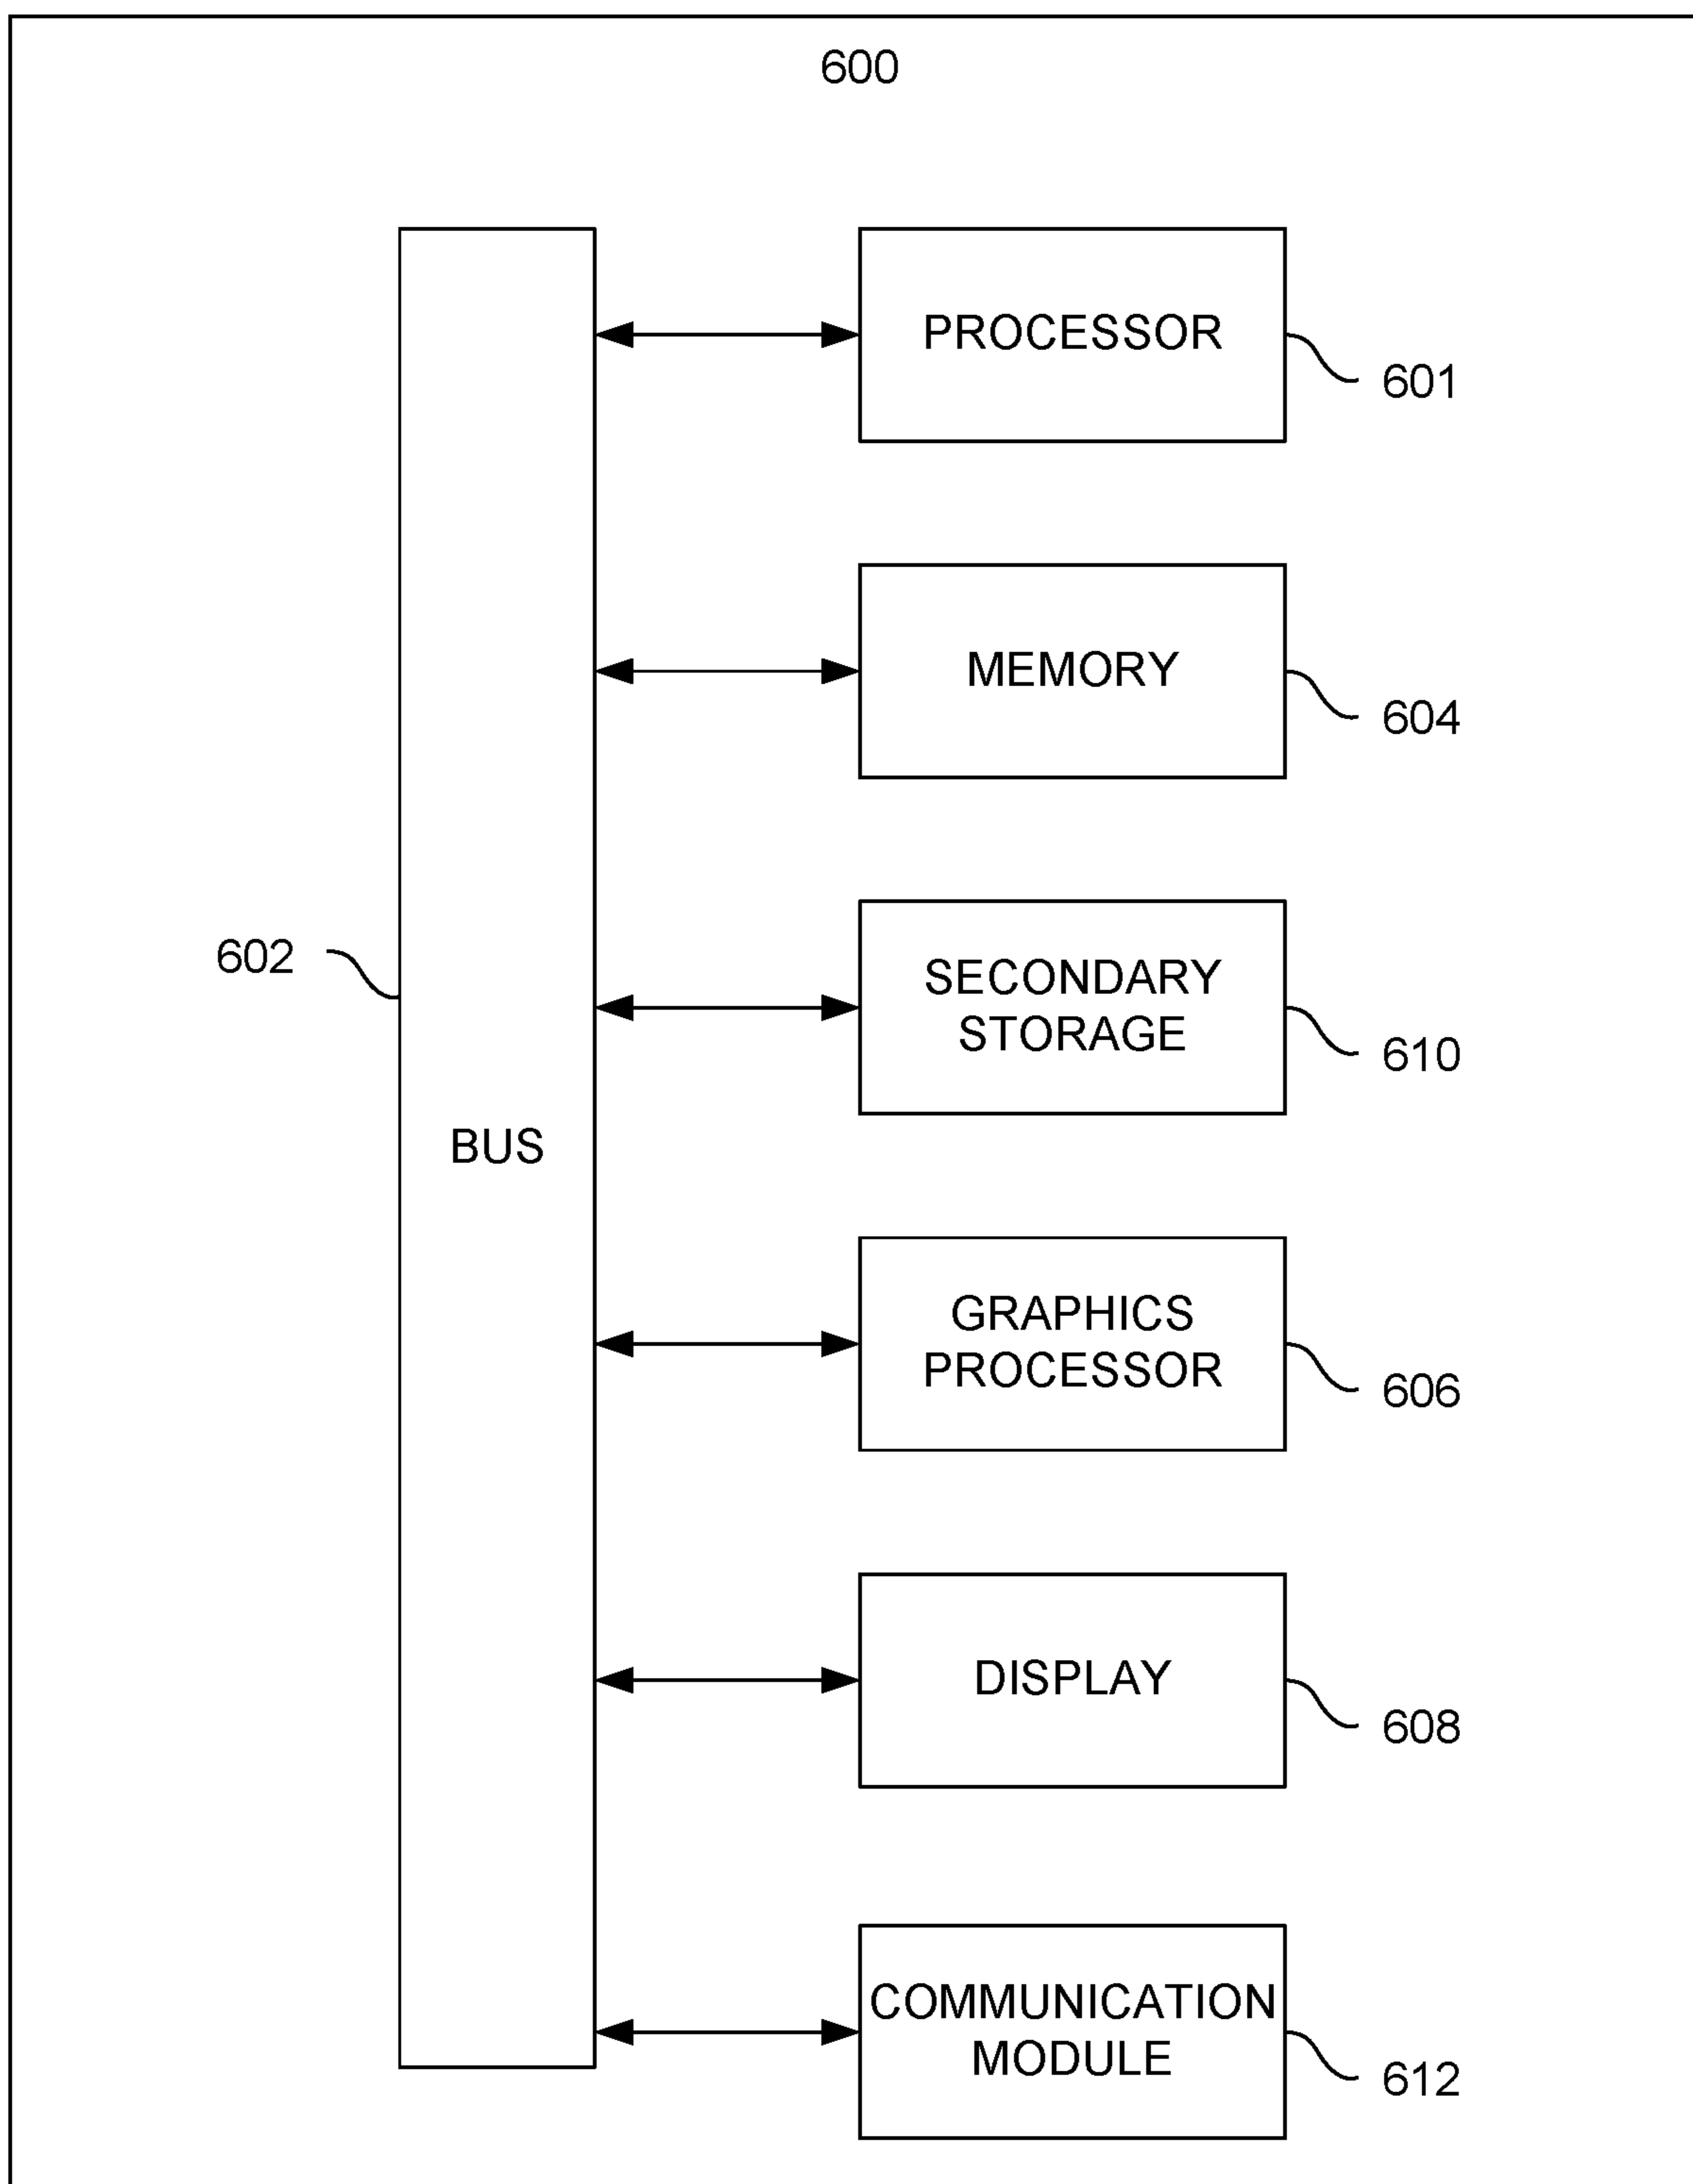 600
PROCESSOR
601
MEMORY
604
602
SECONDARY
STORAGE
610
BUS
GRAPHICS
PROCESSOR
606
DISPLAY
608
COMMUNICATION
MODULE
612